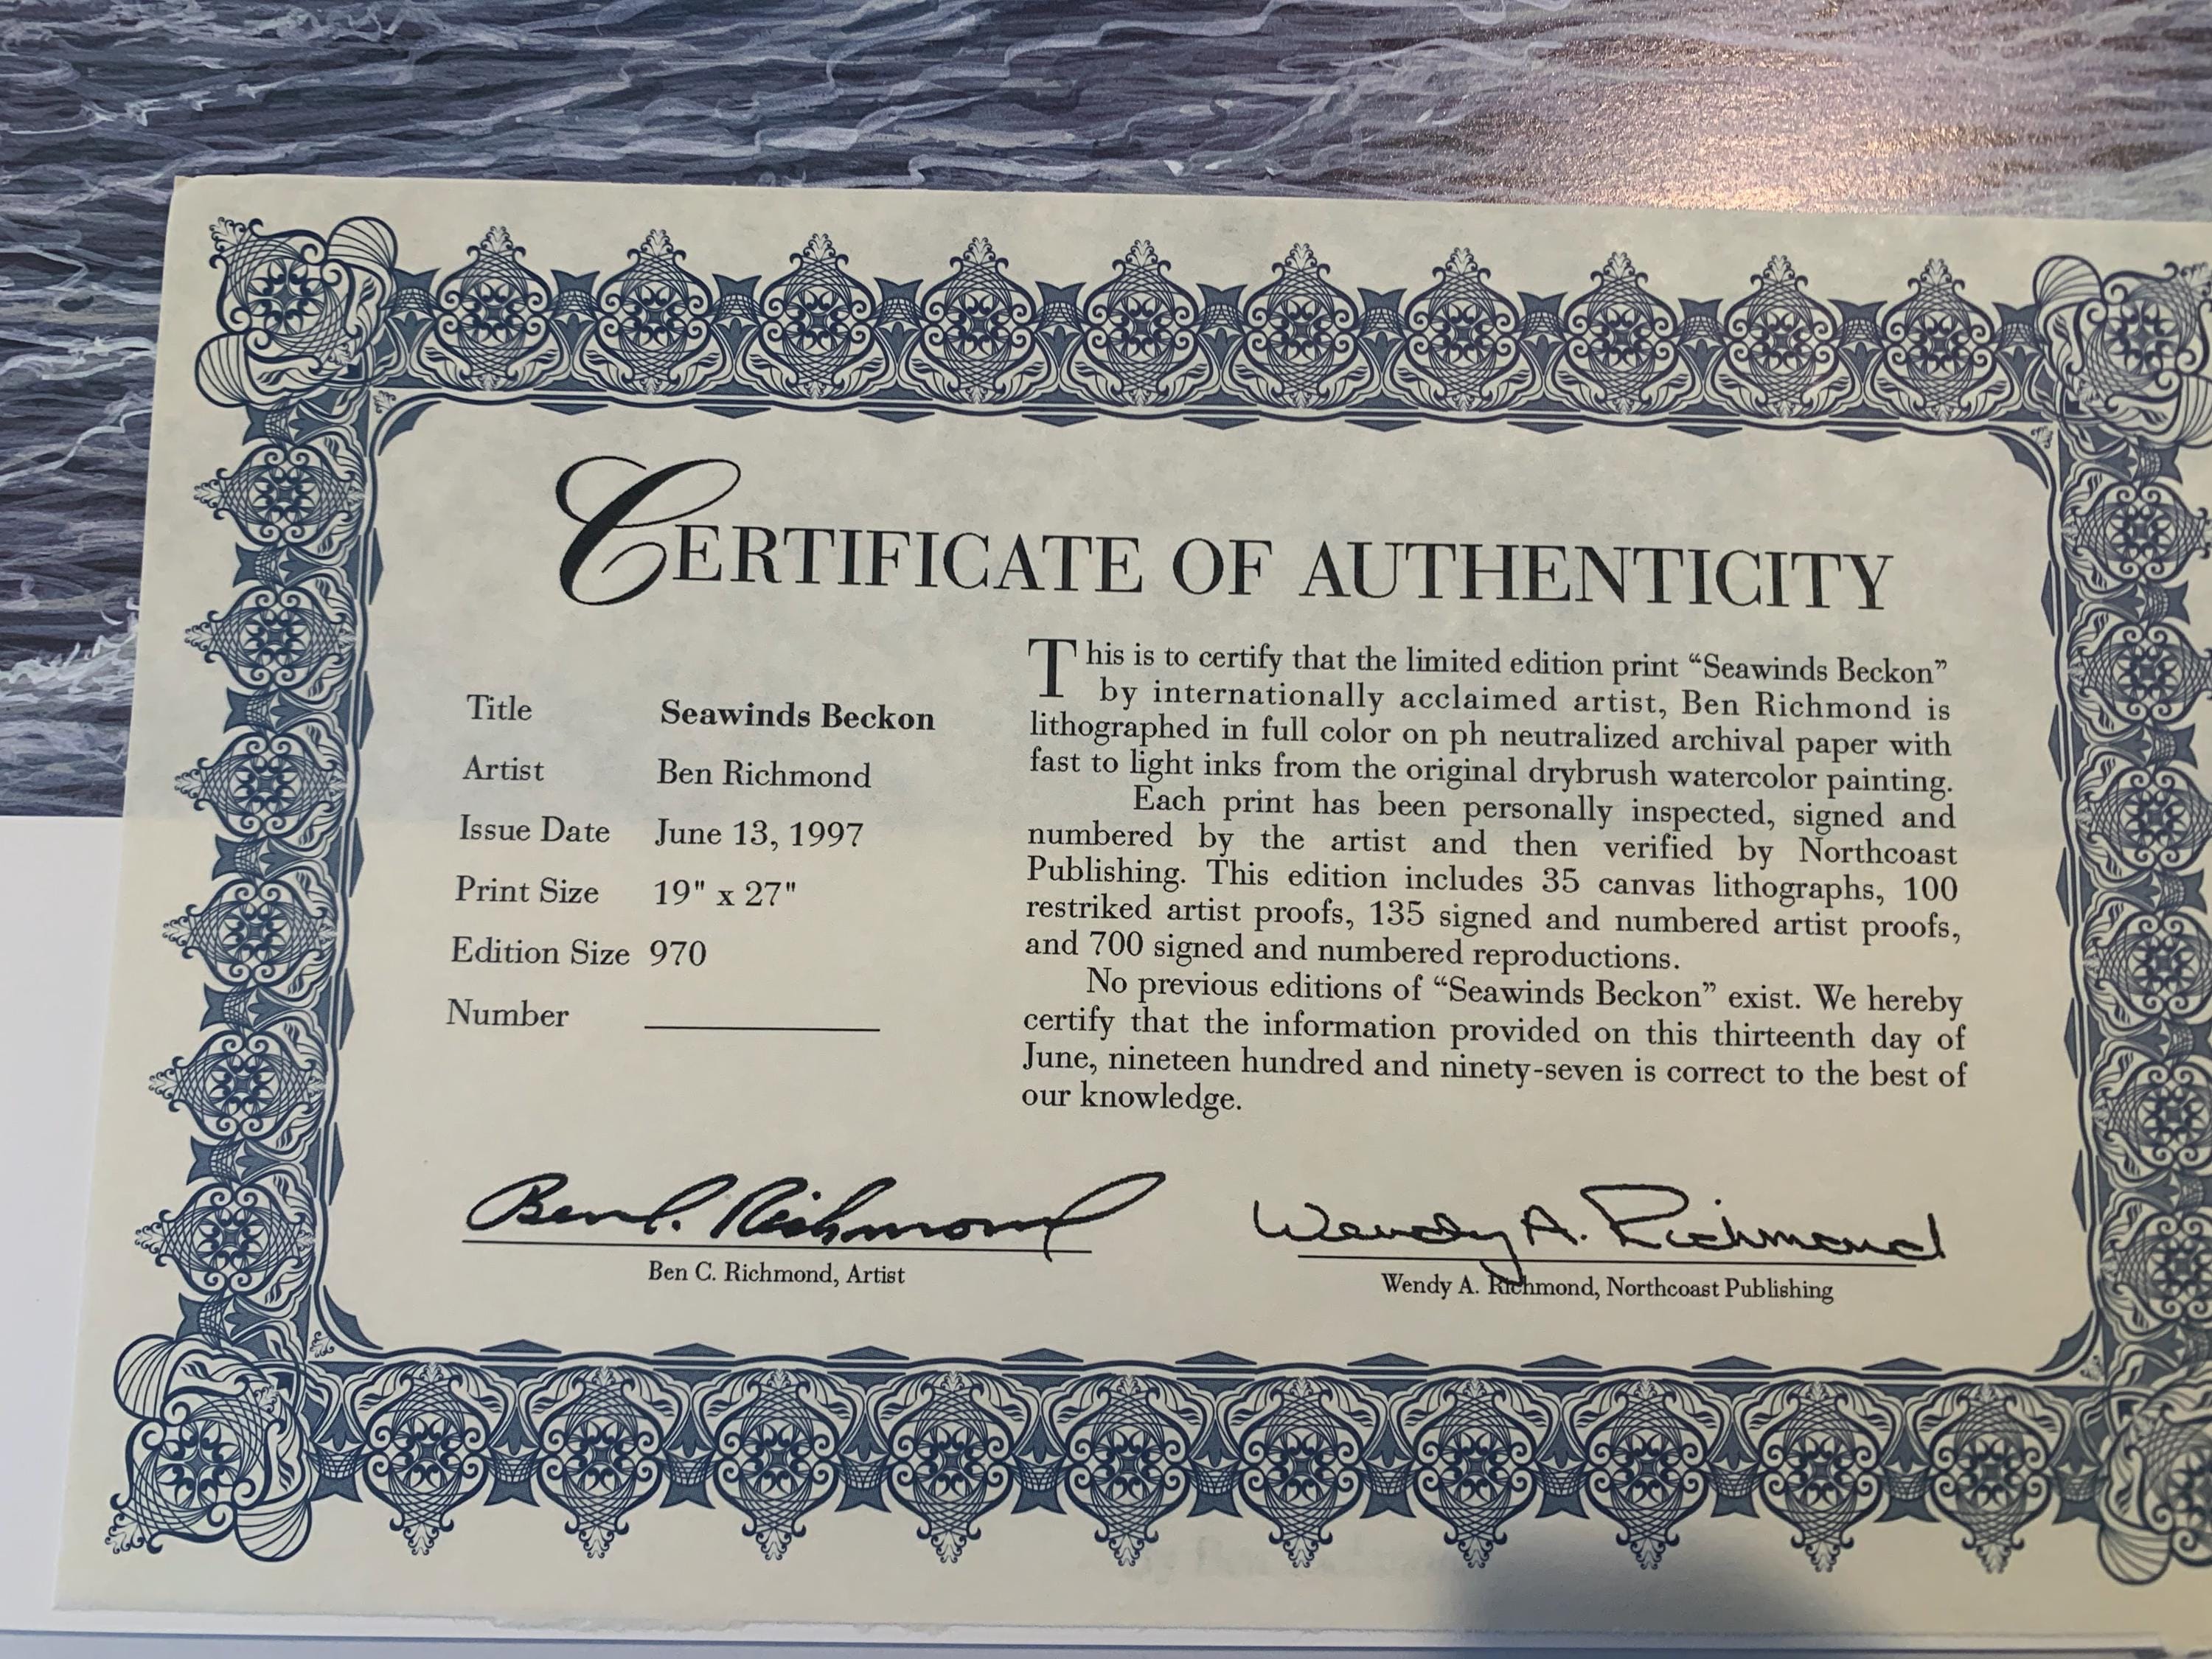 CERTIFICATE OF AUTHENTICITY
Title Seawinds Beckon
Artist Ben Richmond
Issue Date June 13, 1997
Print Size 19" x 27"
Edition Size 970
Number
This is to certify that the limited edition print “Seawinds Beckon”
by internationally acclaimed artist, Ben Richmond is
lithographed in full color on ph neutralized archival paper with
fast to light inks from the original drybrush watercolor painting.
Each print has been personally inspected, signed and
numbered by the artist and then verified by Northcoast
Publishing. This edition includes 35 canvas lithographs, 100
restriked artist proofs, 135 signed and numbered artist proofs,
and 700 signed and numbered reproductions.
No previous editions of “Seawinds Beckon” exist. We hereby
certify that the information provided on this thirteenth day of
June, nineteen hundred and ninety-seven is correct to the best of
our knowledge.
Ben C. Richmond
Ben C. Richmond, Artist
Wendy A. Richmond
Wendy A. Richmond, Northcoast Publishing